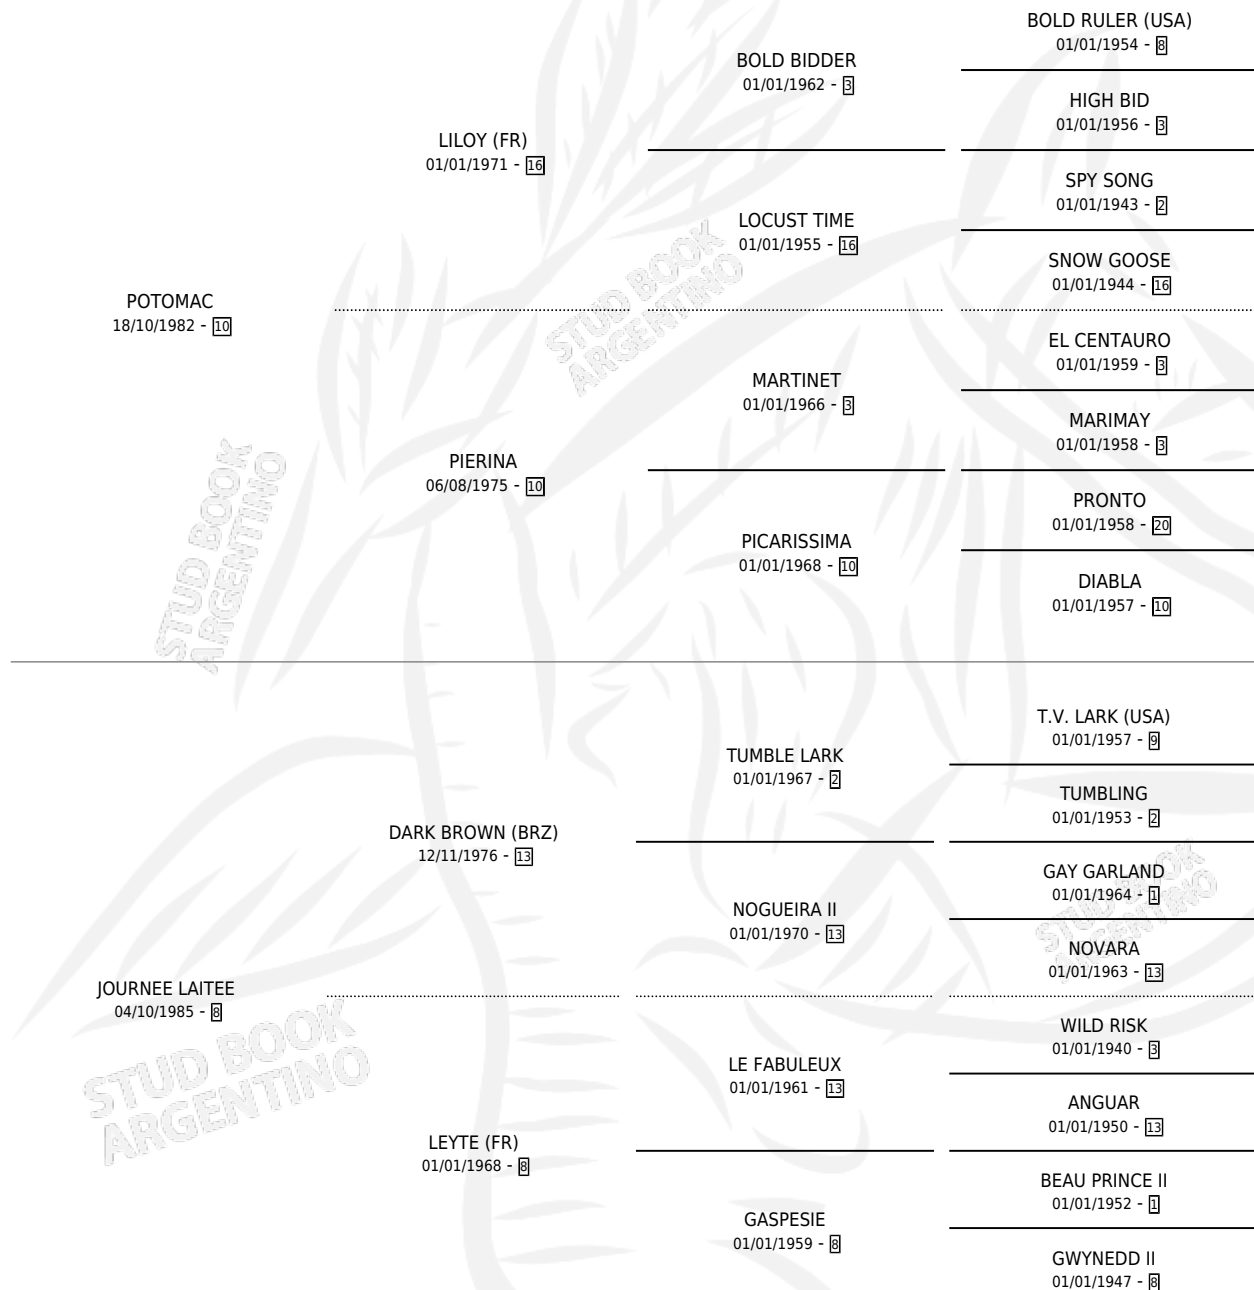 BOLD RULER (USA)
01/01/1954 - 8
BOLD BIDDER
01/01/1962 - 3
HIGH BID
01/01/1956 - 3
LILOY (FR)
01/01/1971 - 16
SPY SONG
01/01/1943 - 2
LOCUST TIME
01/01/1955 - 16
SNOW GOOSE
01/01/1944 - 16
POTOMAC
18/10/1982 - 10
STUD BOOK
ARGENTINO
EL CENTAURO
01/01/1959 - 3
MARTINET
01/01/1966 - 3
MARIMAY
01/01/1958 - 3
PIERINA
06/08/1975 - 10
PRONTO
01/01/1958 - 20
PICARISSIMA
01/01/1968 - 10
DIABLA
01/01/1957 - 10
STUD BOOK
ARGENTINO
T.V. LARK (USA)
01/01/1957 - 9
TUMBLE LARK
01/01/1967 - 2
TUMBLING
01/01/1953 - 2
DARK BROWN (BRZ)
12/11/1976 - 13
GAY GARLAND
01/01/1964 - 1
NOGUEIRA II
01/01/1970 - 13
STUD BOOK
ARGENTINO
NOVARA
01/01/1963 - 13
JOURNEE LAITEE
04/10/1985 - 8
WILD RISK
01/01/1940 - 3
LE FABULEUX
01/01/1961 - 13
STUD BOOK
ARGENTINO
ANGUAR
01/01/1950 - 13
LEYTE (FR)
01/01/1968 - 8
BEAU PRINCE II
01/01/1952 - 1
GASPESIE
01/01/1959 - 8
GWYNEDD II
01/01/1947 - 8